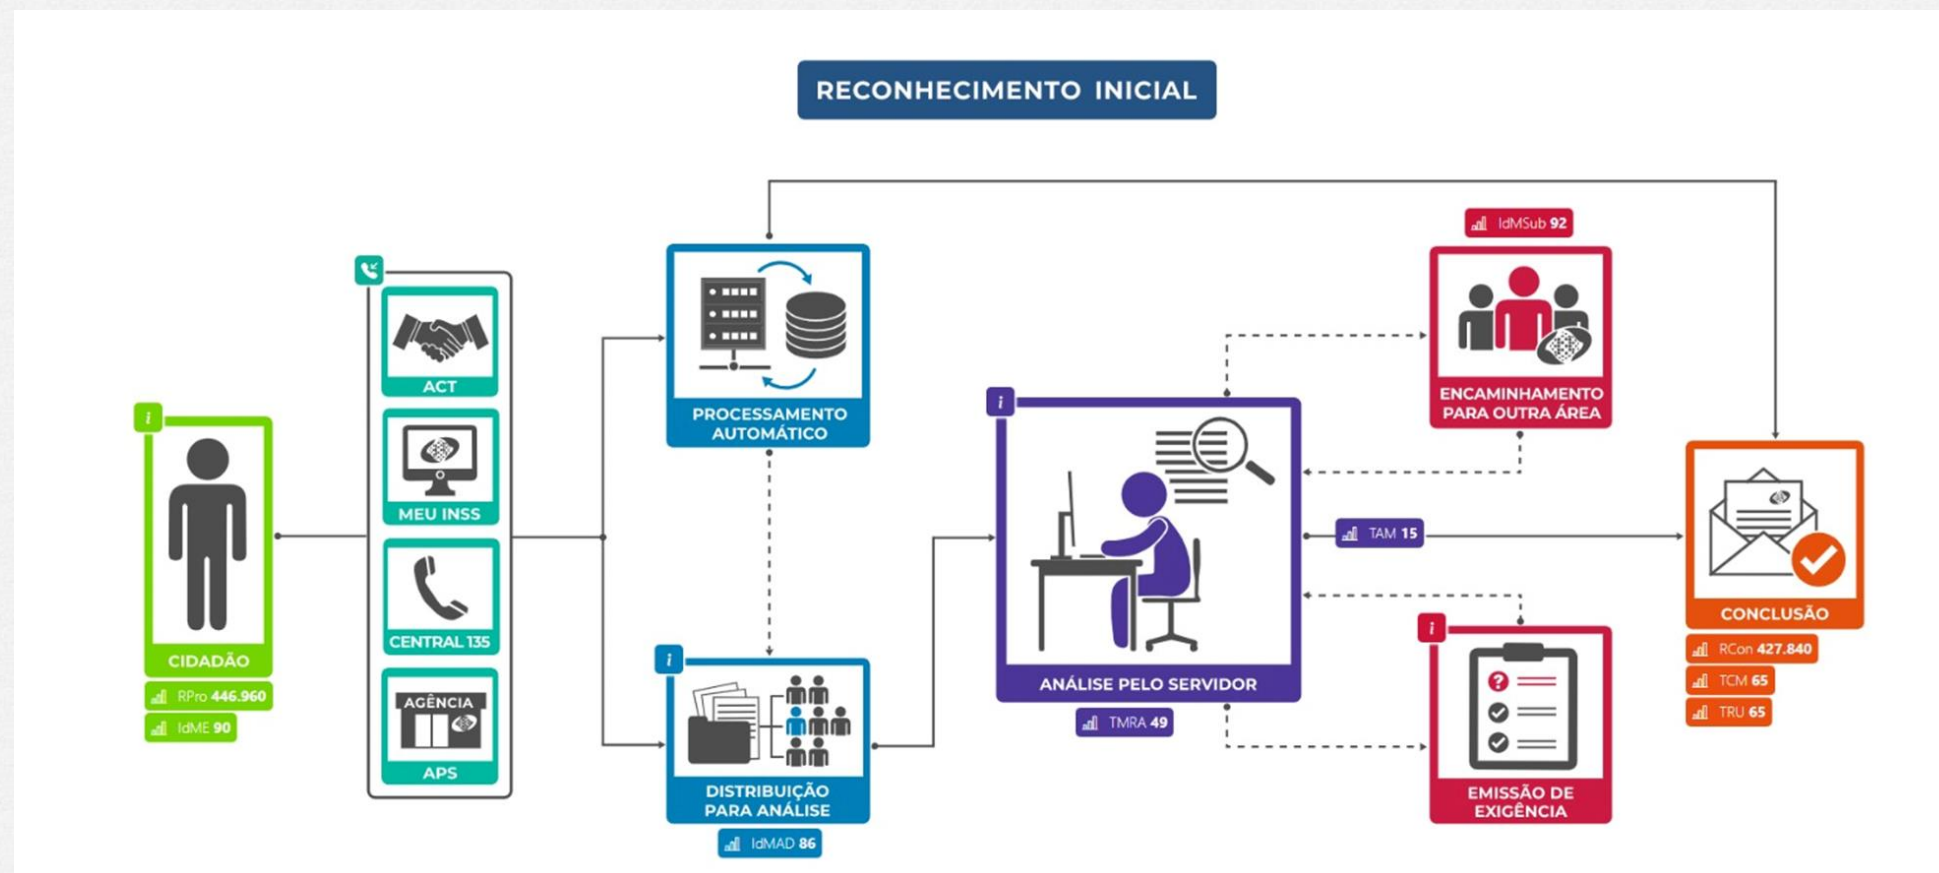 RECONHECIMENTO INICIAL
CIDADÃO
RPro 446.960
IdME 90
ACT
MEU INSS
CENTRAL 135
AGÊNCIA
APS
PROCESSAMENTO
AUTOMÁTICO
DISTRIBUIÇÃO
PARA ANÁLISE
IdMAD 86
ANÁLISE PELO SERVIDOR
TMRA 49
IdMSub 92
ENCAMINHAMENTO
PARA OUTRA ÁREA
TAM 15
EMISSÃO DE
EXIGÊNCIA
CONCLUSÃO
RCon 427.840
TCM 65
TRU 65